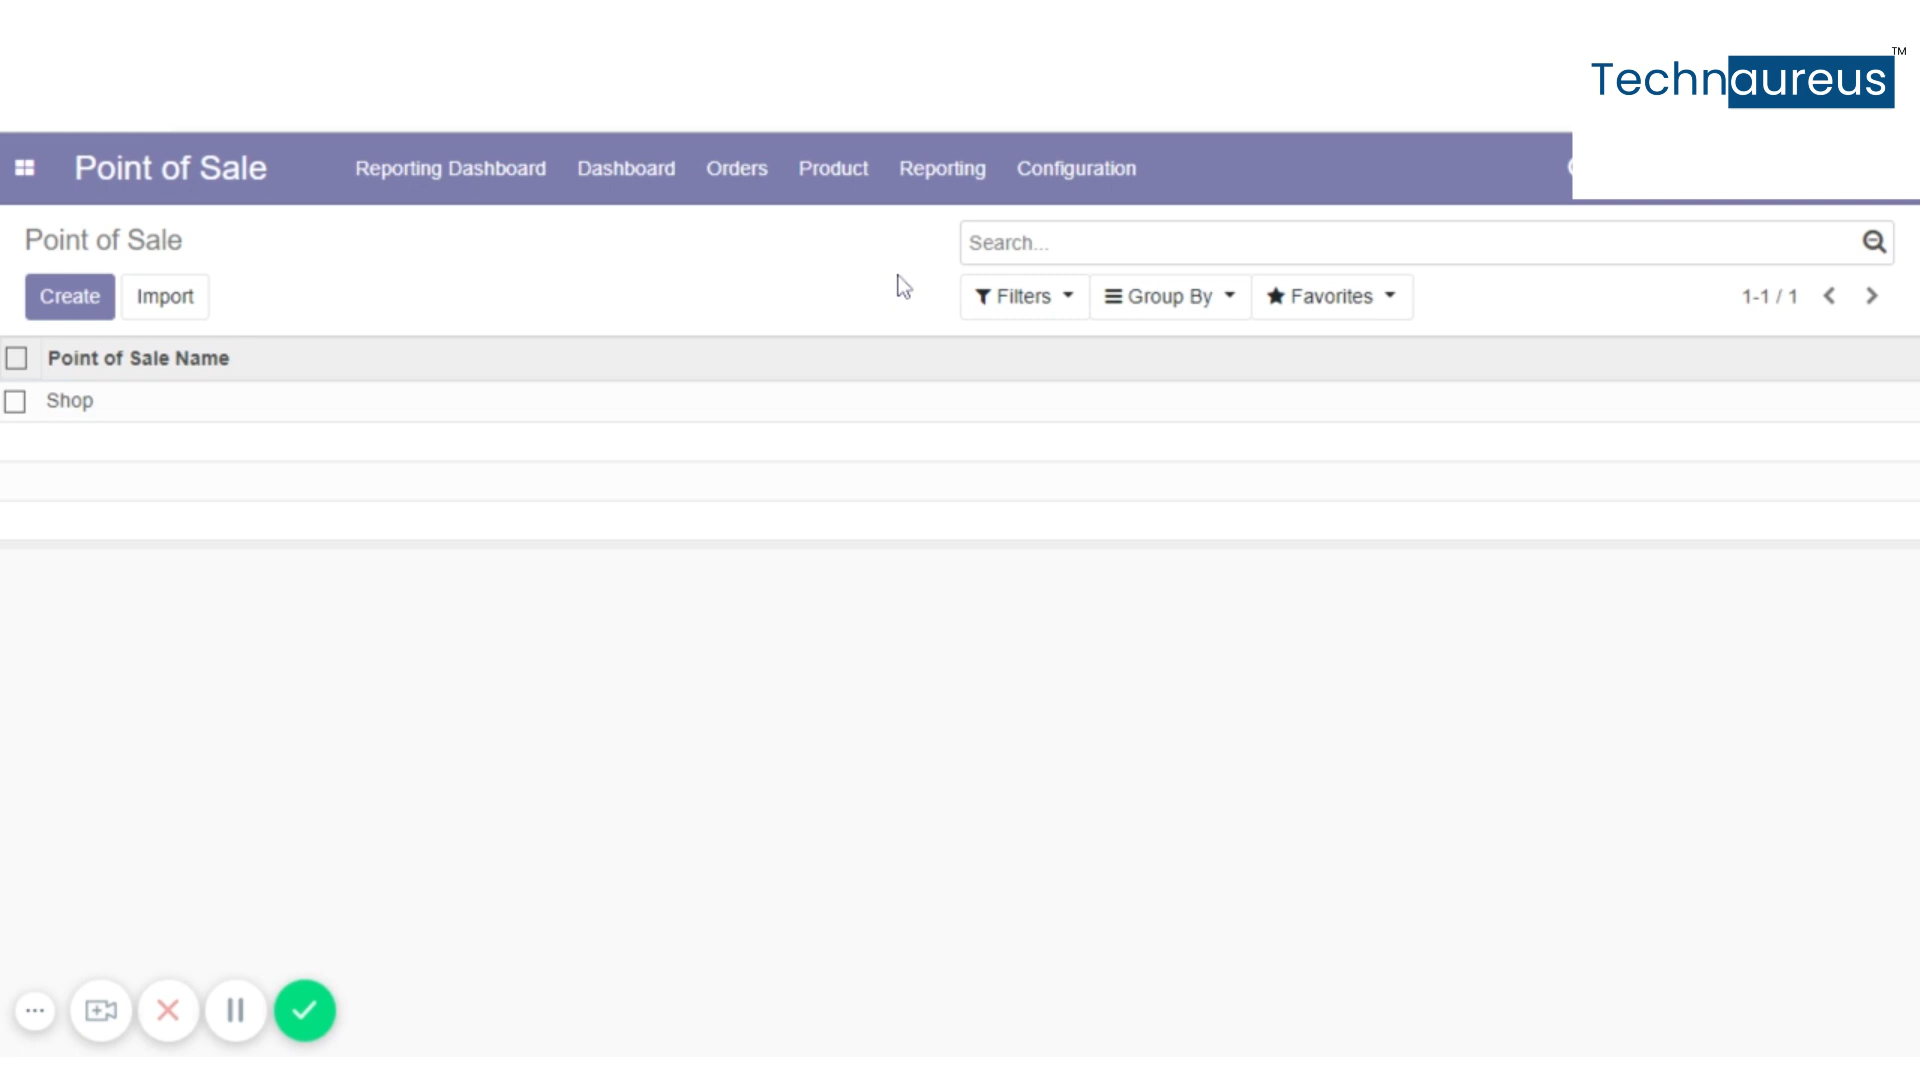 Technaureus™
Point of Sale Reporting Dashboard Dashboard Orders Product Reporting Configuration
Point of Sale
Search...
Create Import Filters Group By Favorites 1-1 / 1
Point of Sale Name
Shop